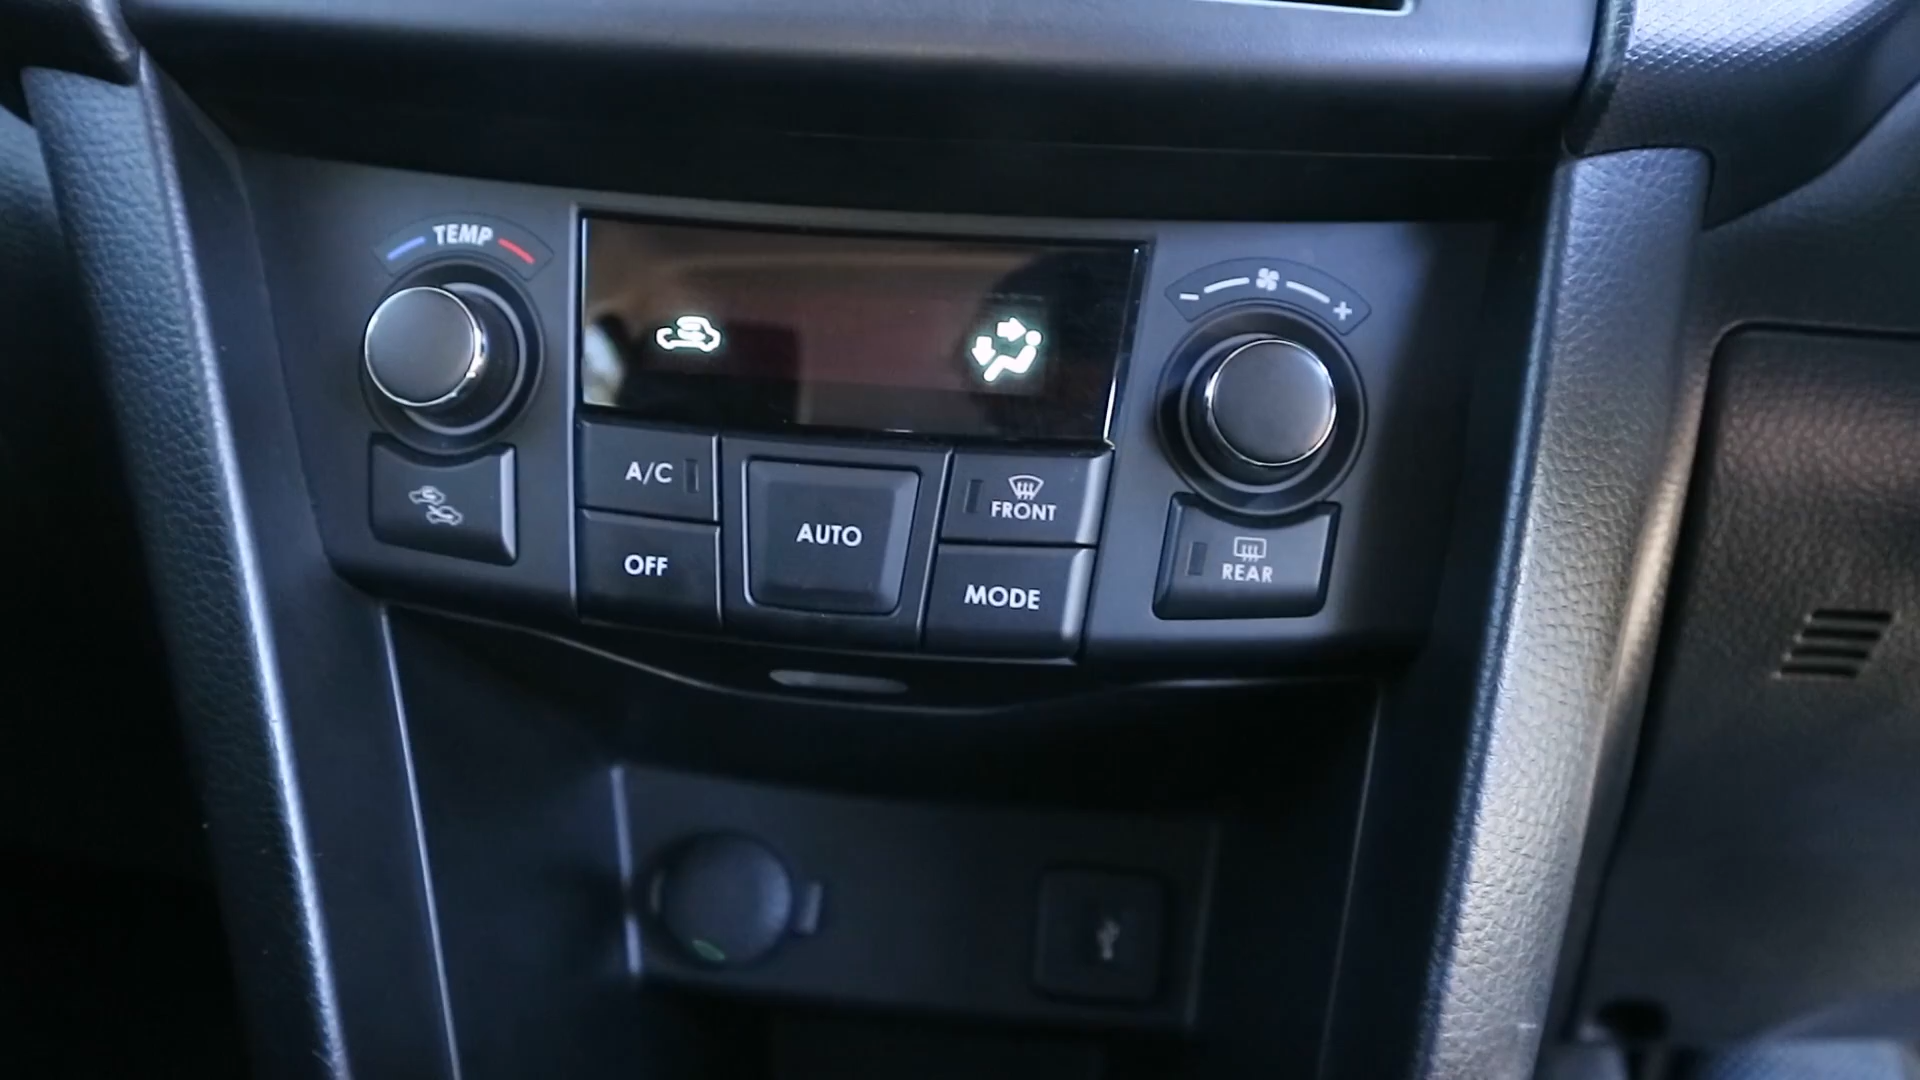 TEMP
- +
A/C
OFF
AUTO
FRONT
MODE
REAR